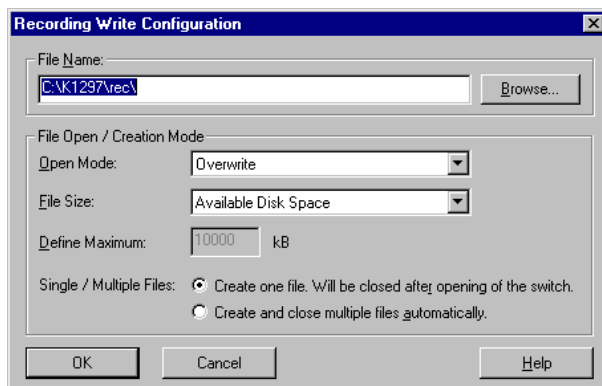 Recording Write Configuration
File Name:
C:\K1297\rec\
Browse...
File Open / Creation Mode
Open Mode: Overwrite
File Size: Available Disk Space
Define Maximum: 10000 kB
Single / Multiple Files: Create one file. Will be closed after opening of the switch.
Create and close multiple files automatically.
OK Cancel Help